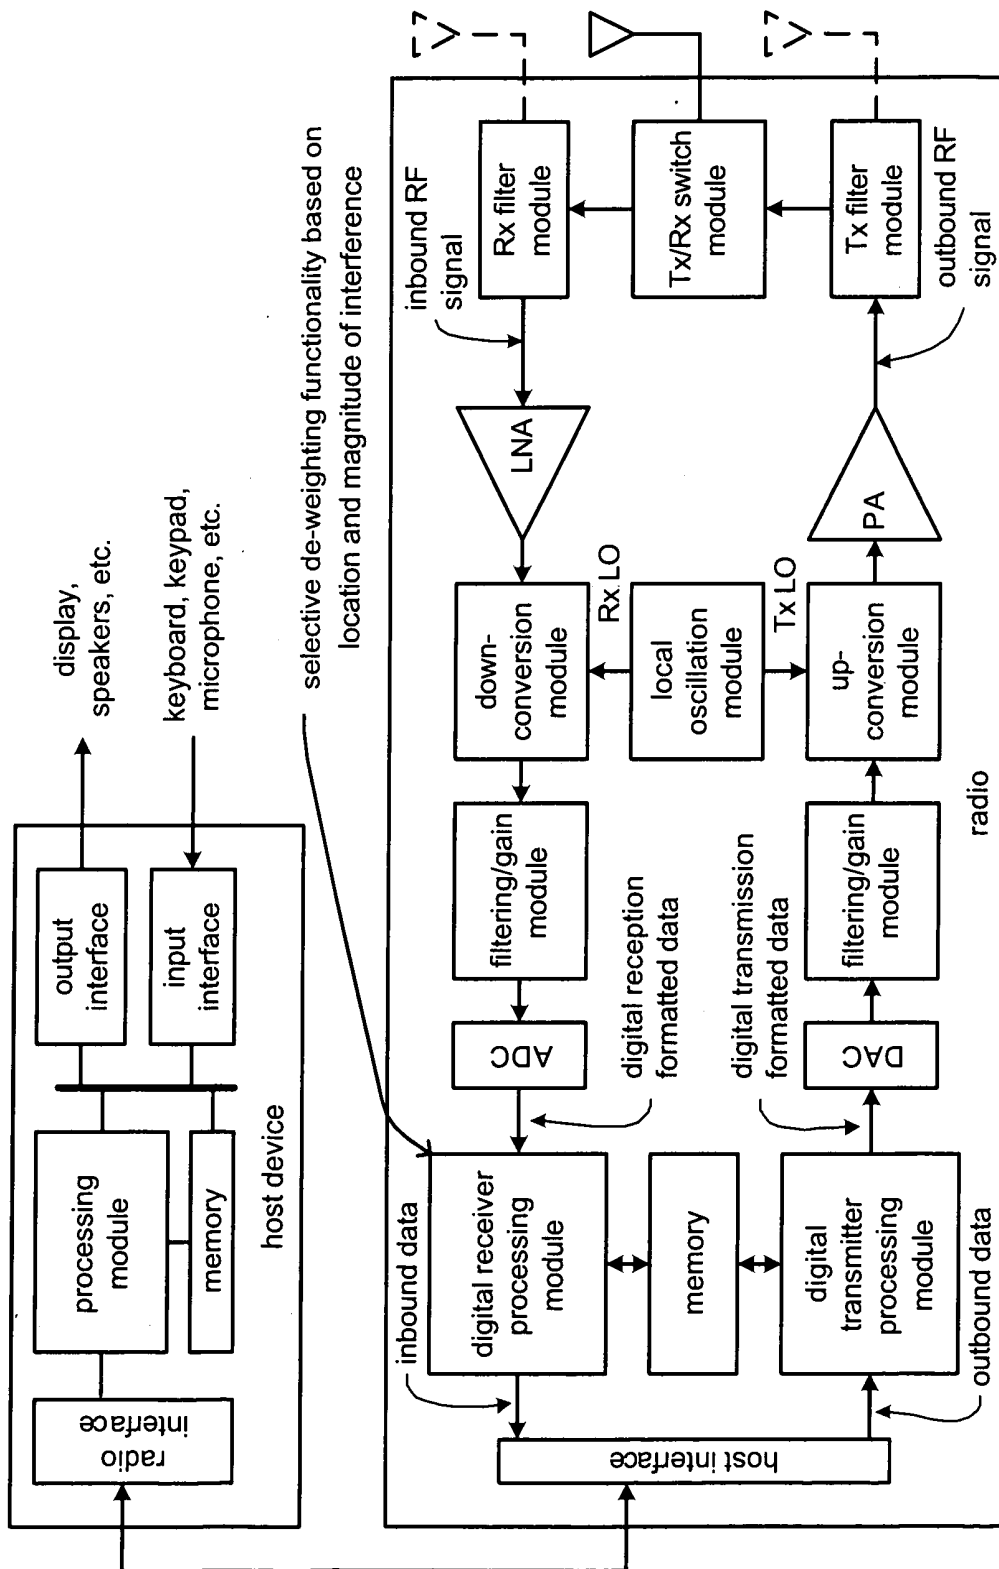 display,
speakers, etc.
keyboard, keypad,
microphone, etc.
output
interface
input
interface
processing
module
memory
radio
interface
host device
selective de-weighting functionality based on
location and magnitude of interference
inbound RF
signal
Rx filter
module
LNA
down-
conversion
module
filtering/gain
module
ADC
digital reception
formatted data
digital receiver
processing
module
inbound data
host interface
memory
Rx LO
local
oscillation
module
Tx LO
Tx/Rx switch
module
outbound data
digital
transmitter
processing
module
digital transmission
formatted data
DAC
filtering/gain
module
up-
conversion
module
PA
outbound RF
signal
Tx filter
module
radio